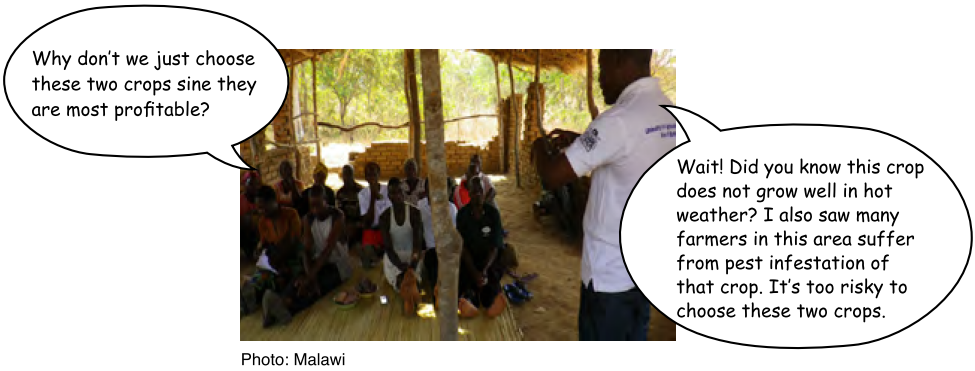 Why don't we just choose
these two crops sine they
are most profitable?
Wait! Did you know this crop
does not grow well in hot
weather? I also saw many
farmers in this area suffer
from pest infestation of
that crop. It's too risky to
choose these two crops.
Photo: Malawi